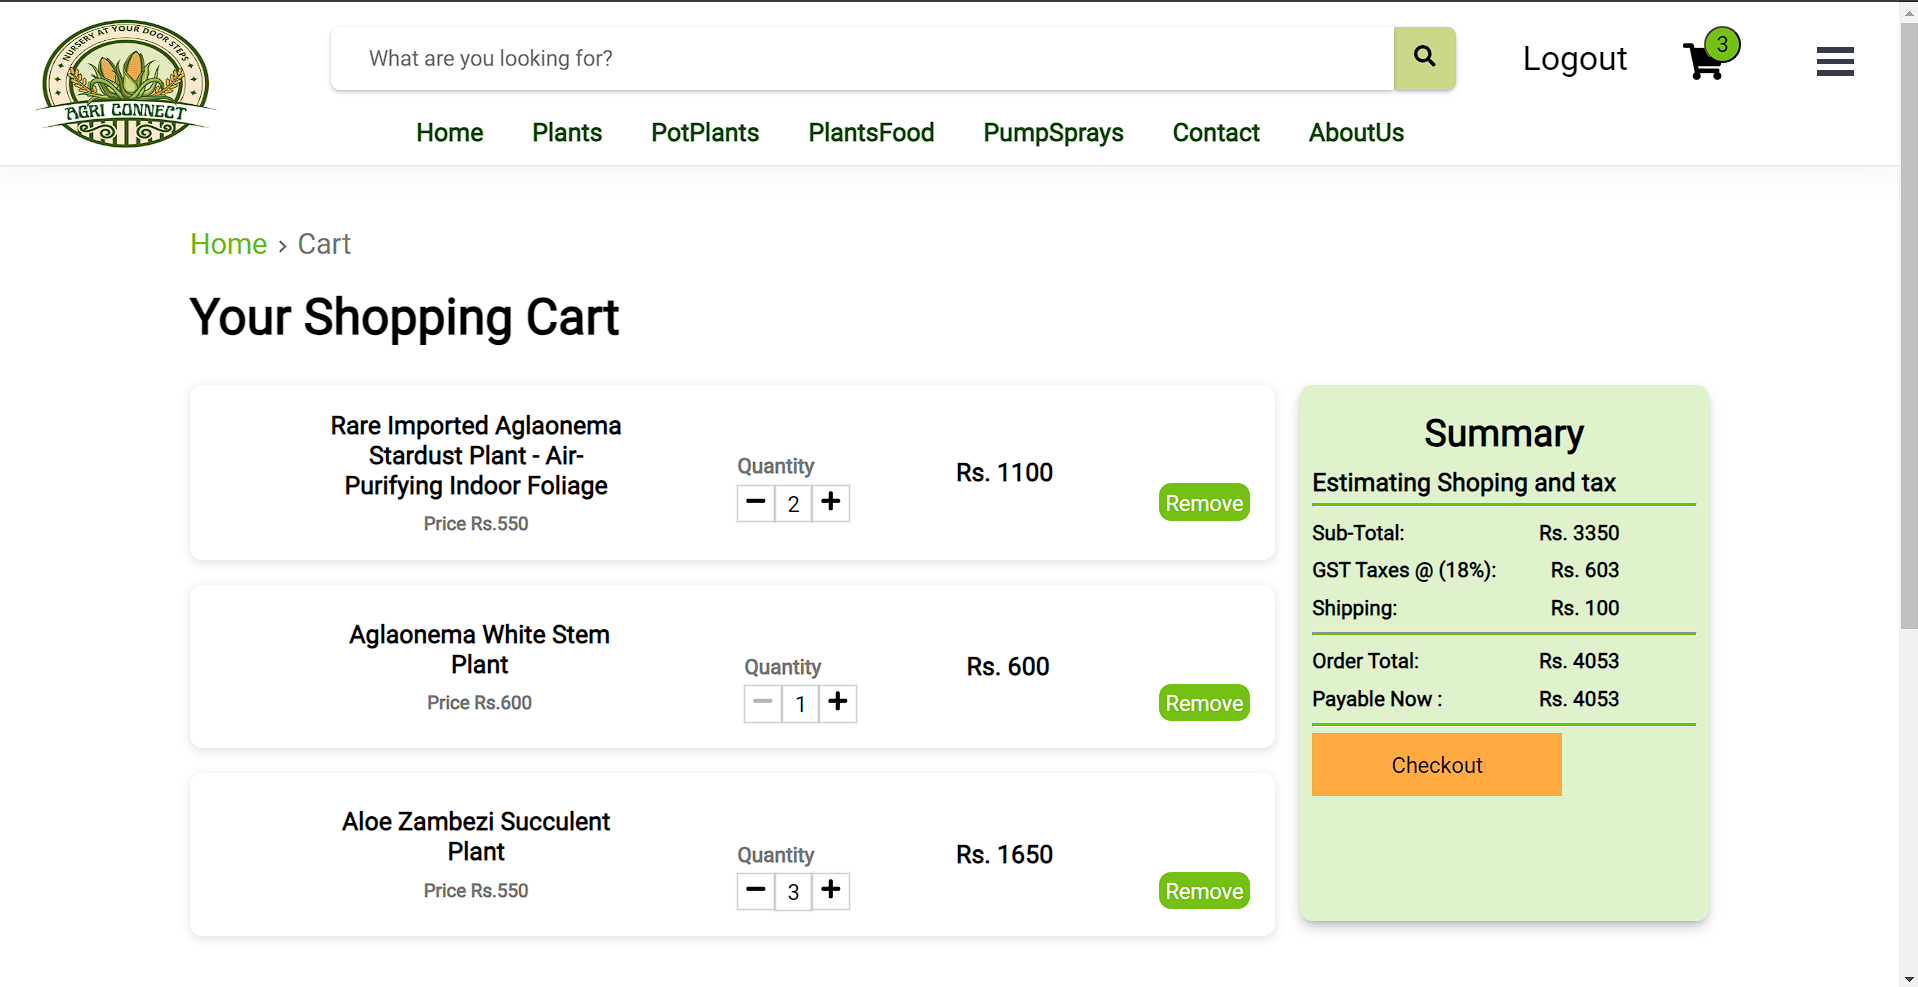 NURSERY AT YOUR DOOR STEPS
AGRI CONNECT
What are you looking for?
Logout
3
Home Plants PotPlants PlantsFood PumpSprays Contact AboutUs
Home › Cart
Your Shopping Cart
Rare Imported Aglaonema
Stardust Plant - Air-
Purifying Indoor Foliage
Price Rs.550
Quantity
2
Rs. 1100
Remove
Aglaonema White Stem
Plant
Price Rs.600
Quantity
1
Rs. 600
Remove
Aloe Zambezi Succulent
Plant
Price Rs.550
Quantity
3
Rs. 1650
Remove
Summary
Estimating Shoping and tax
Sub-Total: Rs. 3350
GST Taxes @ (18%): Rs. 603
Shipping: Rs. 100
Order Total: Rs. 4053
Payable Now : Rs. 4053
Checkout